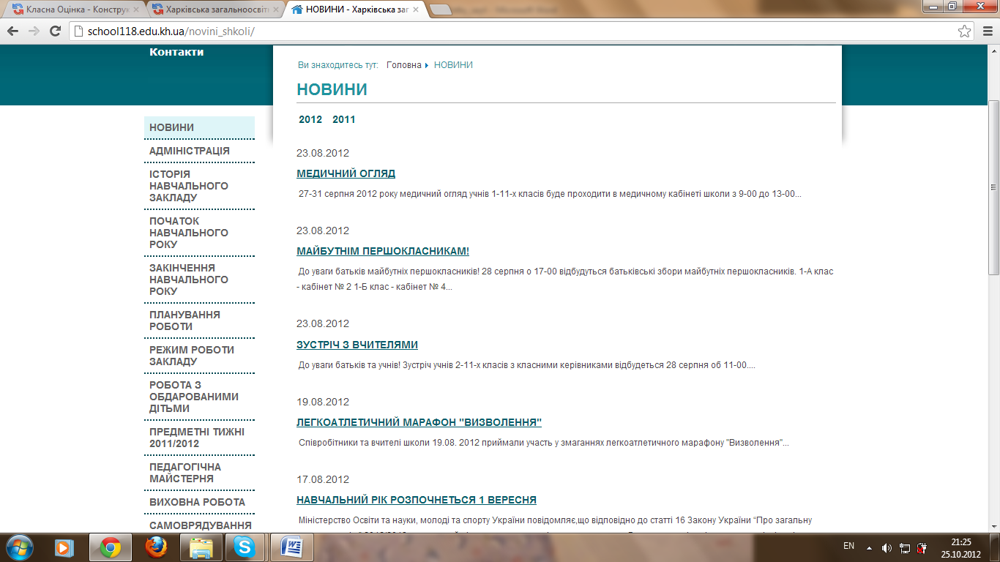 Класна Оцінка - Конструк
Харківська загальноосвіт
НОВИНИ - Харківська заг
school118.edu.kh.ua/novini_shkoli/
Контакти
Ви знаходитесь тут: Головна НОВИНИ
НОВИНИ
2012 2011
НОВИНИ
АДМІНІСТРАЦІЯ
ІСТОРІЯ
НАВЧАЛЬНОГО
ЗАКЛАДУ
ПОЧАТОК
НАВЧАЛЬНОГО
РОКУ
ЗАКІНЧЕННЯ
НАВЧАЛЬНОГО
РОКУ
ПЛАНУВАННЯ
РОБОТИ
РЕЖИМ РОБОТИ
ЗАКЛАДУ
РОБОТА З
ОБДАРОВАНИМИ
ДІТЬМИ
ПРЕДМЕТНІ ТИЖНІ
2011/2012
ПЕДАГОГІЧНА
МАЙСТЕРНЯ
ВИХОВНА РОБОТА
САМОВРЯДУВАННЯ
23.08.2012
МЕДИЧНИЙ ОГЛЯД
27-31 серпня 2012 року медичний огляд учнів 1-11-х класів буде проходити в медичному кабінеті школи з 9-00 до 13-00...
23.08.2012
МАЙБУТНІМ ПЕРШОКЛАСНИКАМ!
До уваги батьків майбутніх першокласників! 28 серпня о 17-00 відбудуться батьківські збори майбутніх першокласників. 1-А клас
- кабінет № 2 1-Б клас - кабінет № 4...
23.08.2012
ЗУСТРІЧ З ВЧИТЕЛЯМИ
До уваги батьків та учнів! Зустріч учнів 2-11-х класів з класними керівниками відбудеться 28 серпня об 11-00....
19.08.2012
ЛЕГКОАТЛЕТИЧНИЙ МАРАФОН "ВИЗВОЛЕННЯ"
Співробітники та вчителі школи 19.08. 2012 приймали участь у змаганнях легкоатлетичного марафону "Визволення"...
17.08.2012
НАВЧАЛЬНИЙ РІК РОЗПОЧНЕТЬСЯ 1 ВЕРЕСНЯ
Міністерство Освіти та науки, молоді та спорту України повідомляє,що відповідно до статті 16 Закону України “Про загальну
EN
21:25
25.10.2012